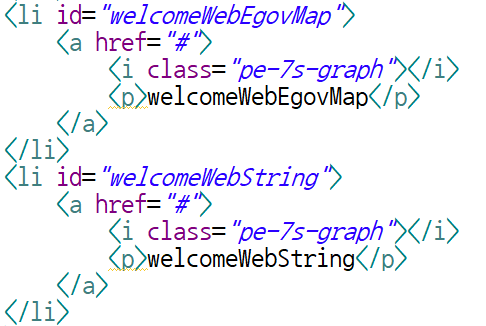 <li id="welcomeWebEgovMap">
<a href="#">
<i class="pe-7s-graph"></i>
<p>welcomeWebEgovMap</p>
</a>
</li>
<li id="welcomeWebString">
<a href="#">
<i class="pe-7s-graph"></i>
<p>welcomeWebString</p>
</a>
</li>